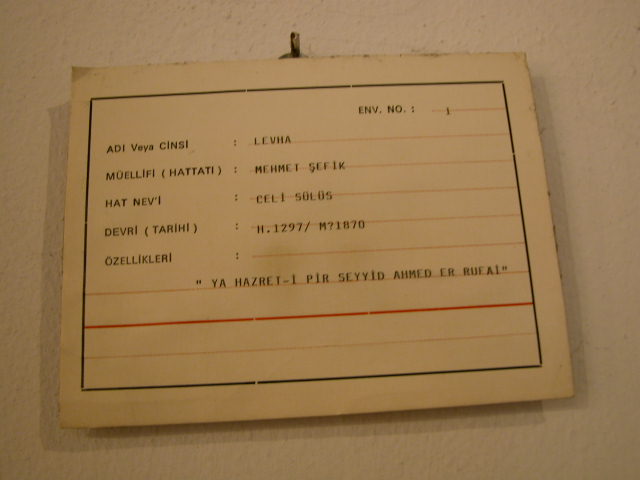 ENV. NO. : 1
ADI Veya CİNSİ : LEVHA
MÜELLİFİ ( HATTATI ) : MEHMET ŞEFİK
HAT NEV'İ : CELİ SÜLÜS
DEVRİ ( TARİHİ ) : H.1297/ M?1870
ÖZELLİKLERİ :
" YA HAZRET-İ PİR SEYYİD AHMED ER RUFAİ"